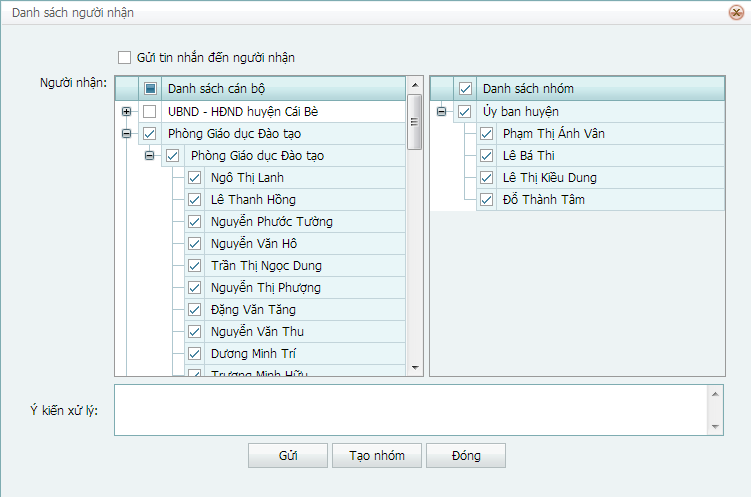 Danh sách người nhận
Gửi tin nhắn đến người nhận
Người nhận:
Danh sách cán bộ
UBND - HĐND huyện Cái Bè
Phòng Giáo dục Đào tạo
Phòng Giáo dục Đào tạo
Ngô Thị Lanh
Lê Thanh Hồng
Nguyễn Phước Tường
Nguyễn Văn Hô
Trần Thị Ngọc Dung
Nguyễn Thị Phượng
Đặng Văn Tăng
Nguyễn Văn Thu
Dương Minh Trí
Trương Minh Hữu
Danh sách nhóm
Ủy ban huyện
Phạm Thị Ánh Vân
Lê Bá Thi
Lê Thị Kiều Dung
Đỗ Thành Tâm
Ý kiến xử lý:
Gửi
Tạo nhóm
Đóng